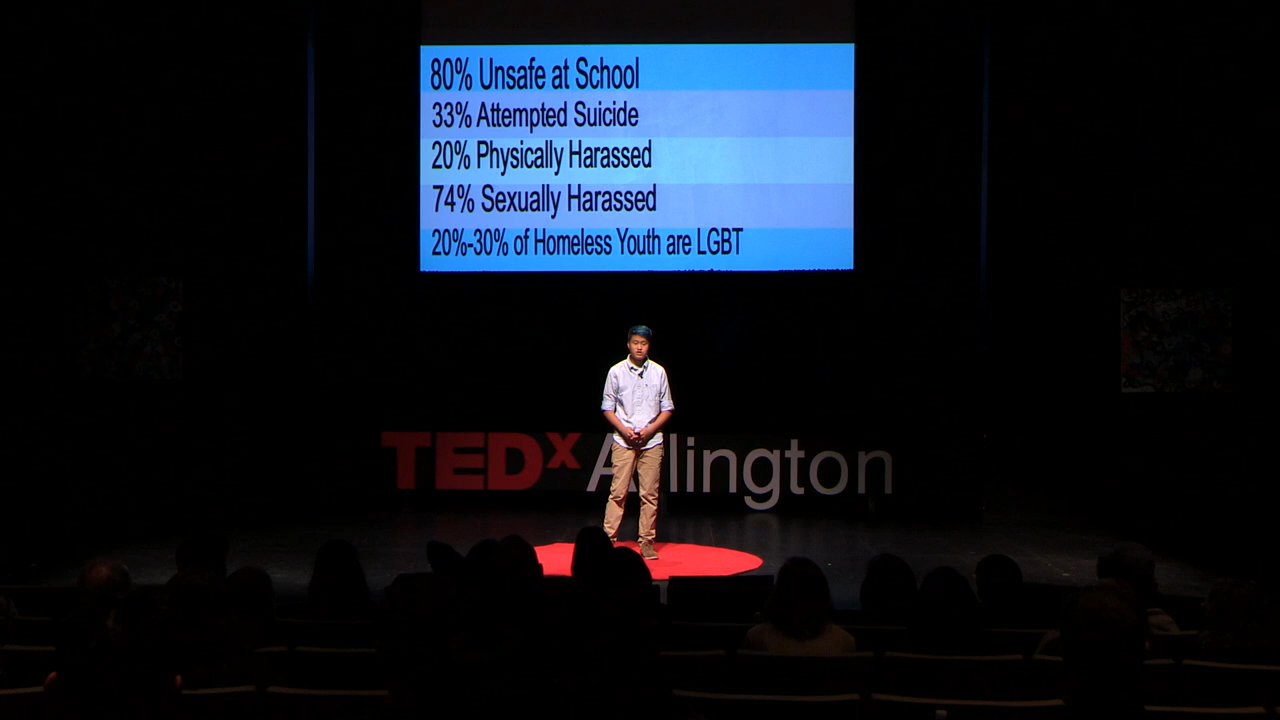 80% Unsafe at School
33% Attempted Suicide
20% Physically Harassed
74% Sexually Harassed
20%-30% of Homeless Youth are LGBT
TEDx Arlington